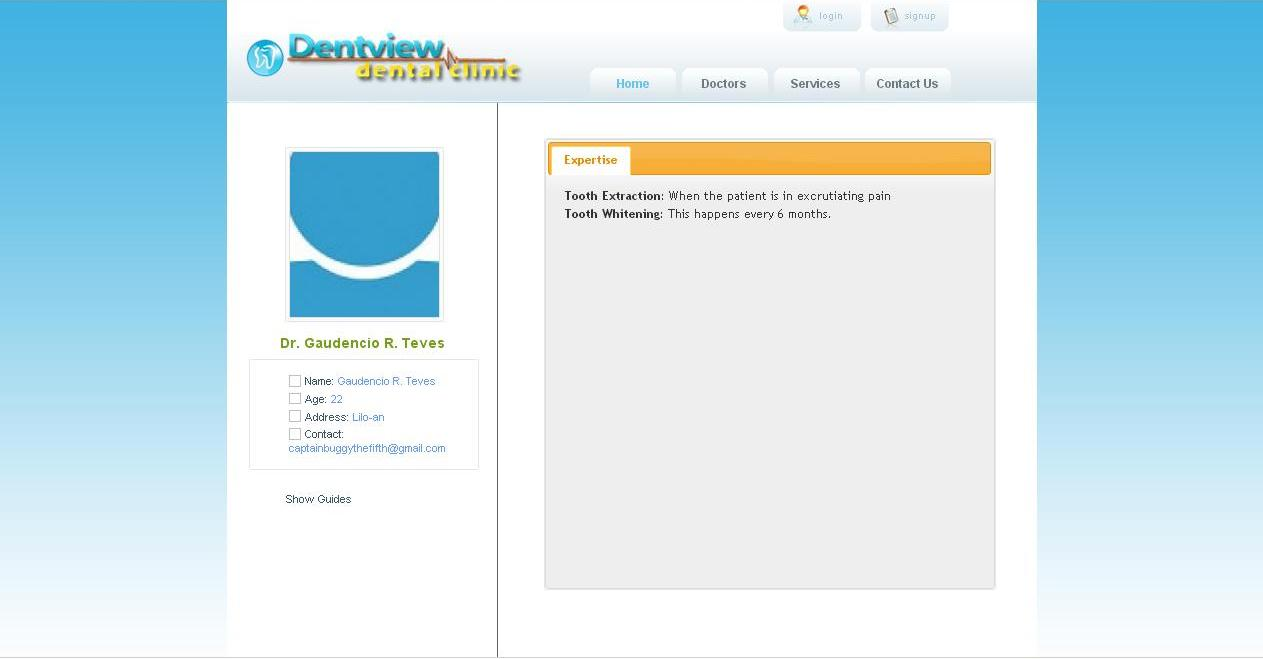 login signup
Dentview
dental clinic
Home Doctors Services Contact Us
Dr. Gaudencio R. Teves
Name: Gaudencio R. Teves
Age: 22
Address: Lilo-an
Contact:
captainbuggythefifth@gmail.com
Show Guides
Expertise
Tooth Extraction: When the patient is in excrutiating pain
Tooth Whitening: This happens every 6 months.